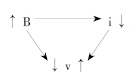 ↑ B i ↓
↓ v ↑